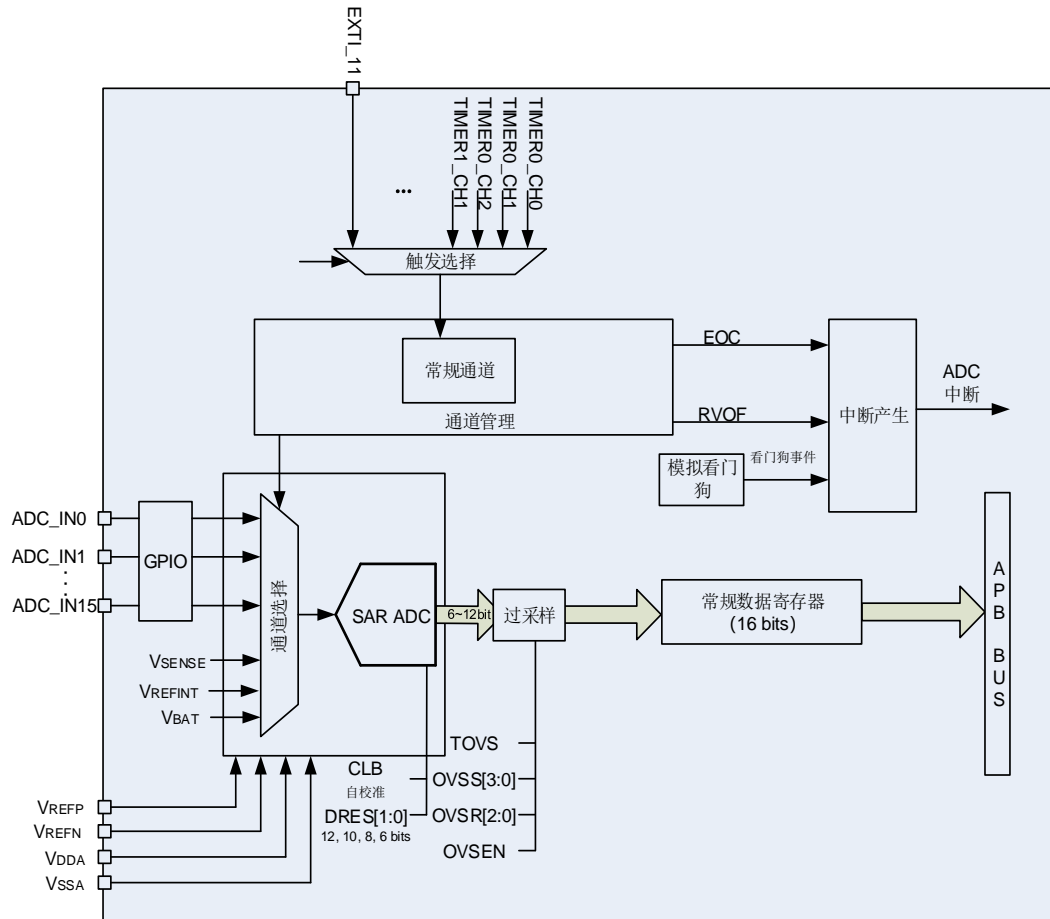 EXTI_11
TIMER1_CH1
TIMER0_CH2
TIMER0_CH1
TIMER0_CH0
...
触发选择
常规通道
通道管理
EOC
RVOF
中断产生
ADC
中断
模拟看门
狗
看门狗事件
ADC_IN0
ADC_IN1
ADC_IN15
GPIO
通道选择
VSENSE
VREFINT
VBAT
SAR ADC
6~12bit
过采样
常规数据寄存器
(16 bits)
APB BUS
TOVS
OVSS[3:0]
OVSR[2:0]
OVSEN
CLB
自校准
DRES[1:0]
12, 10, 8, 6 bits
VREFP
VREFN
VDDA
VSSA